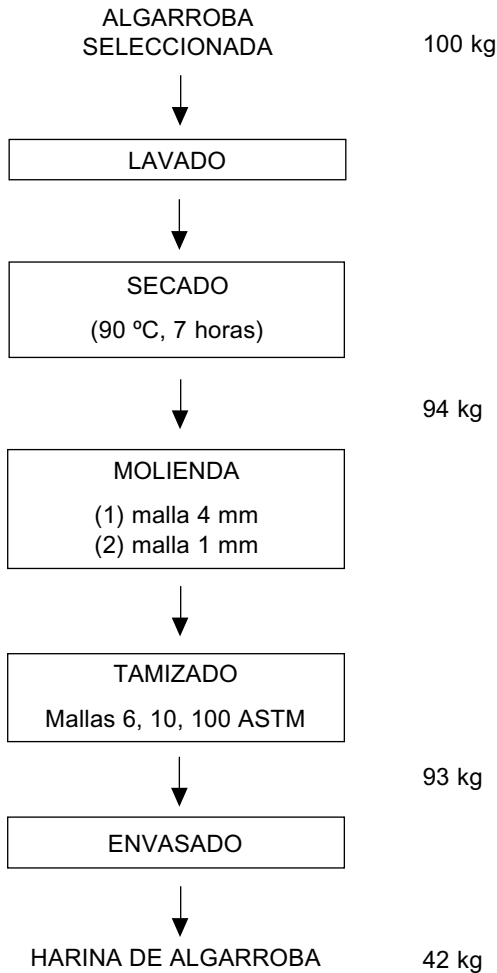 ALGARROBA
SELECCIONADA
100 kg
LAVADO
SECADO
(90 ºC, 7 horas)
94 kg
MOLIENDA
(1) malla 4 mm
(2) malla 1 mm
TAMIZADO
Mallas 6, 10, 100 ASTM
93 kg
ENVASADO
HARINA DE ALGARROBA
42 kg